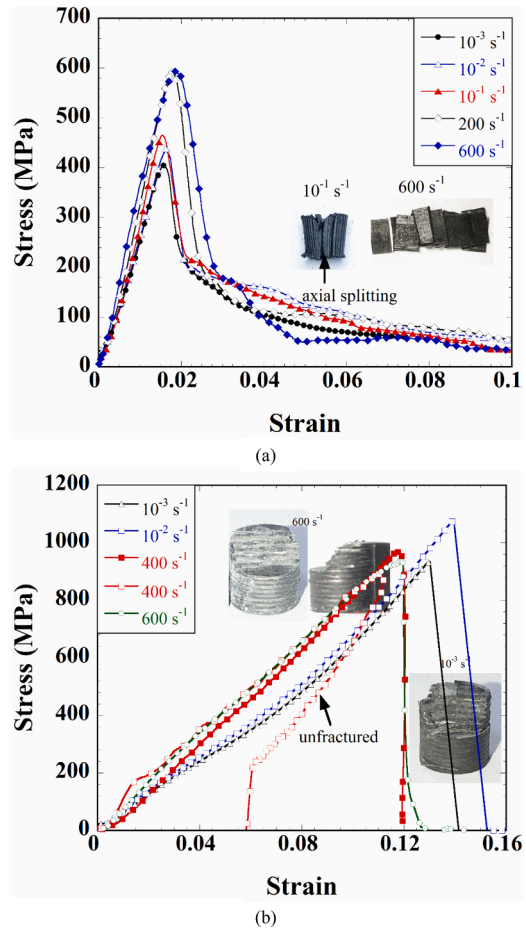 700
600
500
400
300
200
100
0
Stress (MPa)
10⁻³ s⁻¹
10⁻² s⁻¹
10⁻¹ s⁻¹
200 s⁻¹
600 s⁻¹
10⁻¹ s⁻¹
600 s⁻¹
axial splitting
0
0.02
0.04
0.06
0.08
0.1
Strain
(a)
1200
1000
800
600
400
200
0
Stress (MPa)
10⁻³ s⁻¹
10⁻² s⁻¹
400 s⁻¹
400 s⁻¹
600 s⁻¹
600 s⁻¹
10⁻³ s⁻¹
unfractured
0
0.04
0.08
0.12
0.16
Strain
(b)